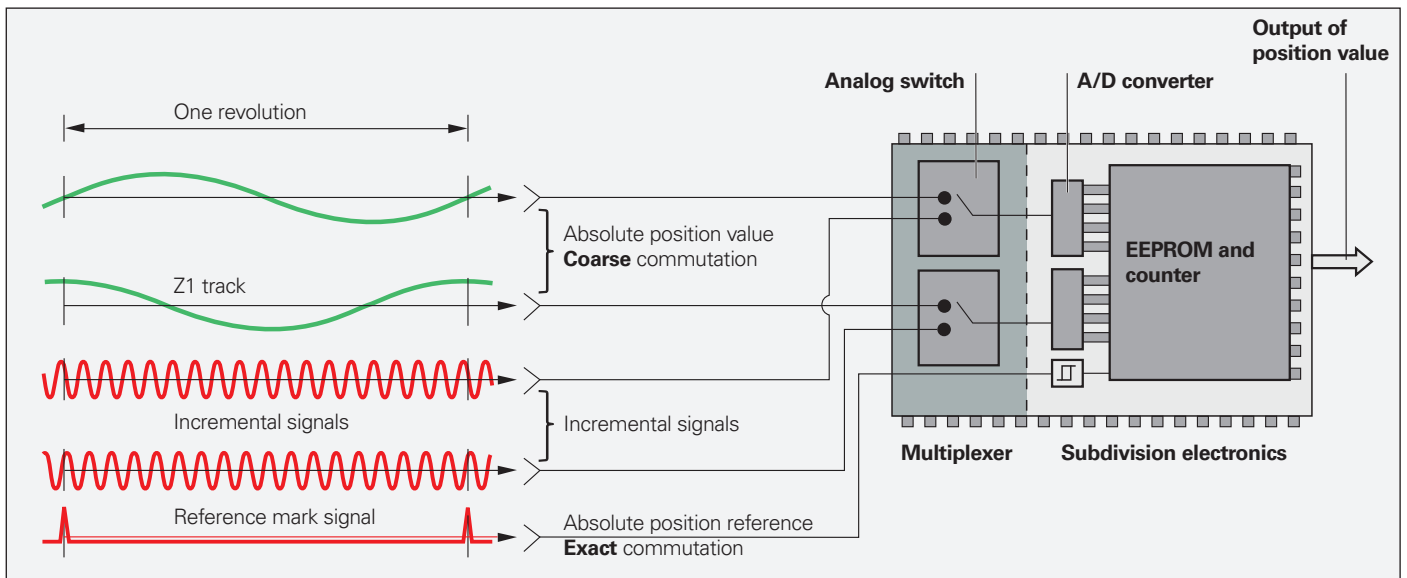 Output of
position value
Analog switch
A/D converter
One revolution
Absolute position value
Coarse commutation
Z1 track
EEPROM and
counter
Incremental signals
Incremental signals
Multiplexer
Subdivision electronics
Reference mark signal
Absolute position reference
Exact commutation